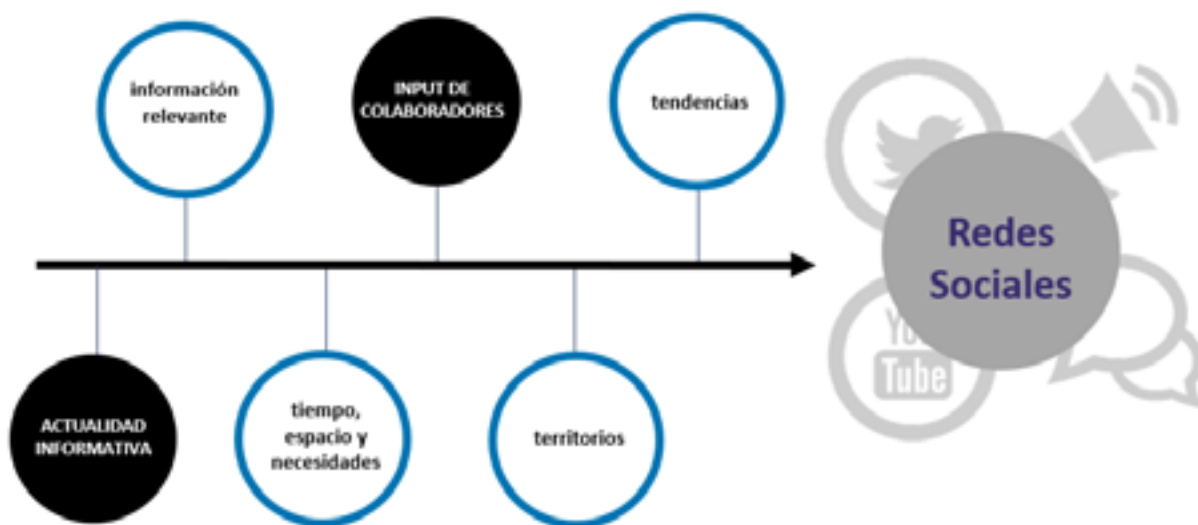 información
relevante
INPUT DE
COLABORADORES
tendencias
Redes
Sociales
You
Tube
ACTUALIDAD
INFORMATIVA
tiempo,
espacio y
necesidades
territorios